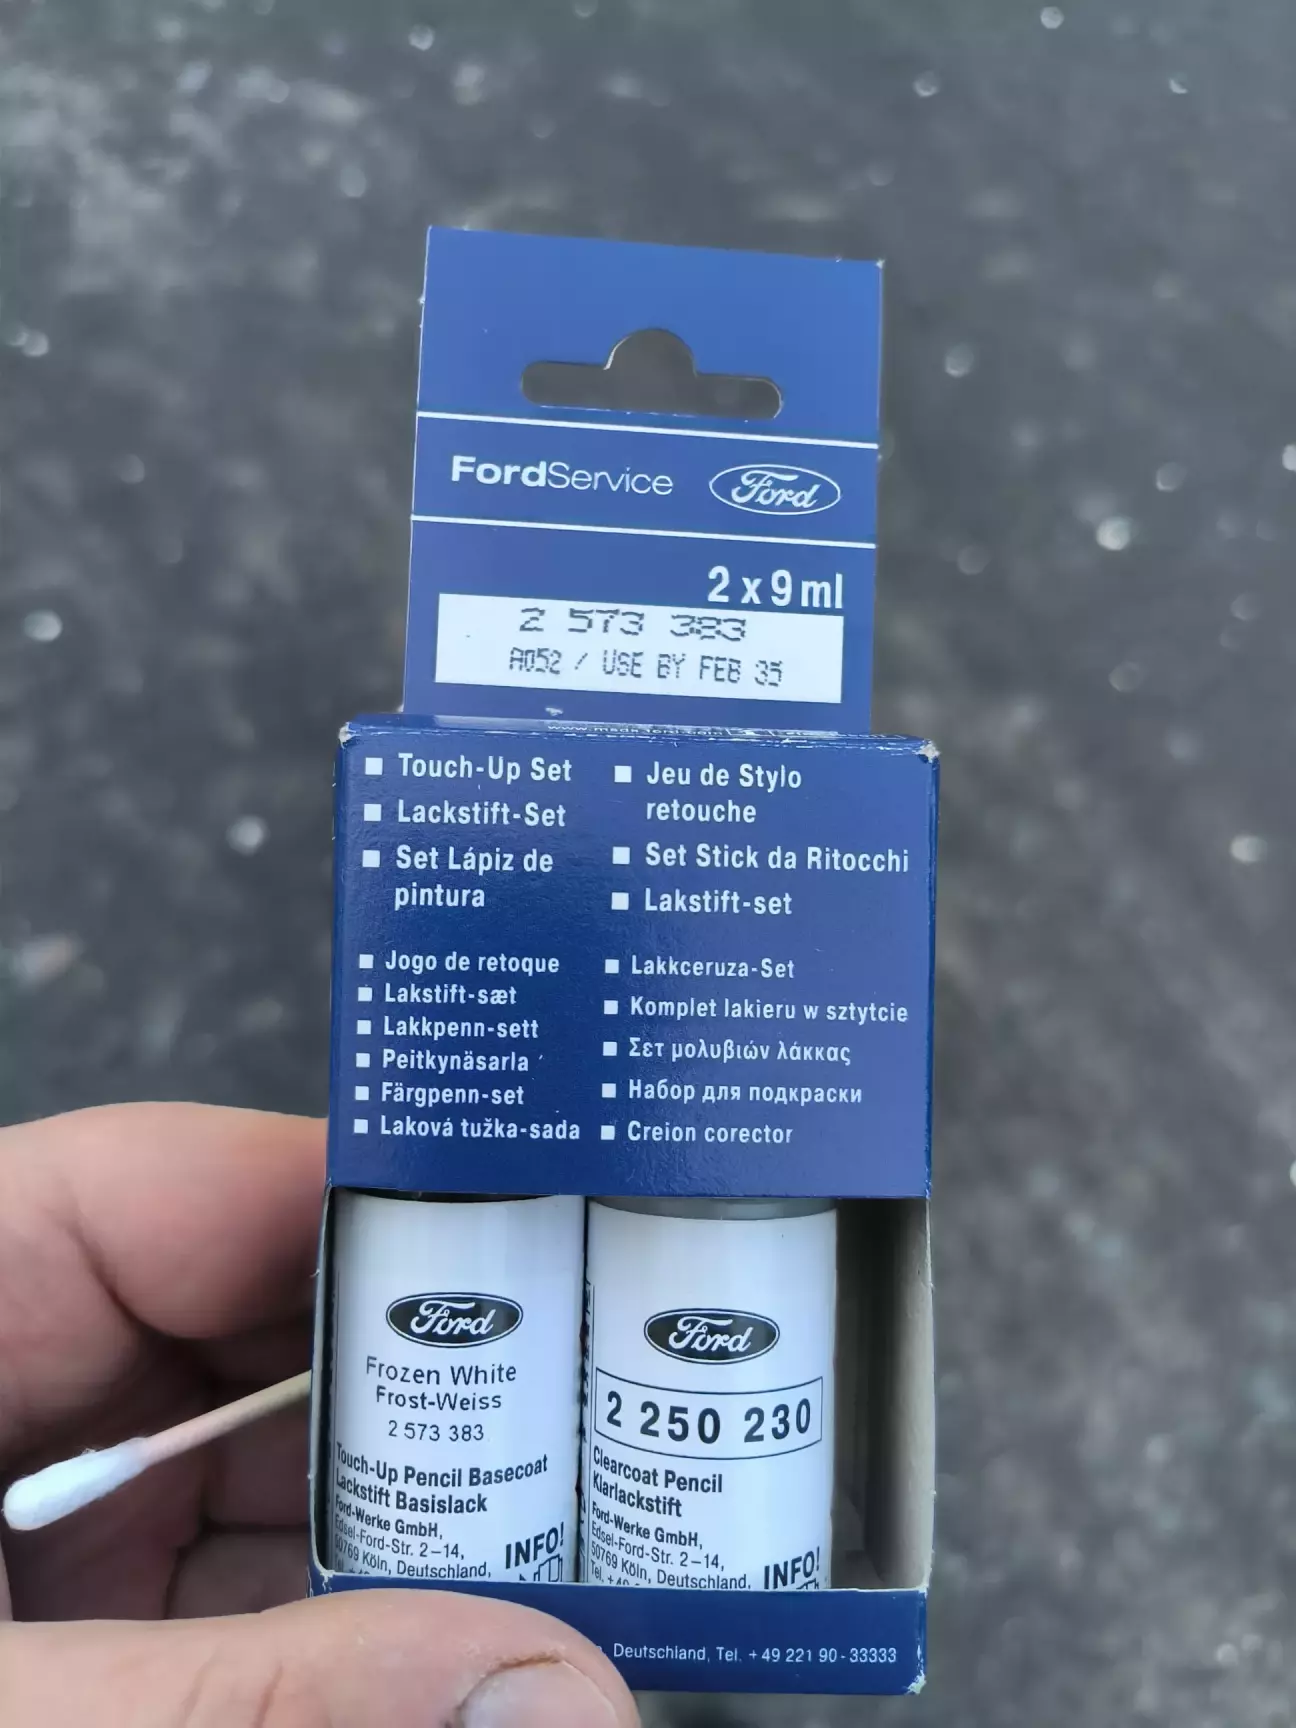 FordService Ford
2 x 9 ml
2 573 383
A052 / USE BY FEB 35
Touch-Up Set
Lackstift-Set
Set Lápiz de
pintura
Jeu de Stylo
retouche
Set Stick da Ritocchi
Lakstift-set
Jogo de retoque
Lakstift-sæt
Lakkpenn-sett
Peitkynäsarla
Färgpenn-set
Laková tužka-sada
Lakkceruza-Set
Komplet lakieru w sztytcie
Σετ μολυβιών λάκκας
Набор для подкраски
Creion corector
Ford
Frozen White
Frost-Weiss
2 573 383
Touch-Up Pencil Basecoat
Lackstift Basislack
Ford-Werke GmbH,
Edsel-Ford-Str. 2–14,
50769 Köln, Deutschland,
INFO!
Ford
2 250 230
Clearcoat Pencil
Klarlackstift
Ford-Werke GmbH,
Edsel-Ford-Str. 2–14,
50769 Köln, Deutschland,
INFO!
Deutschland, Tel. +49 221 90-33333